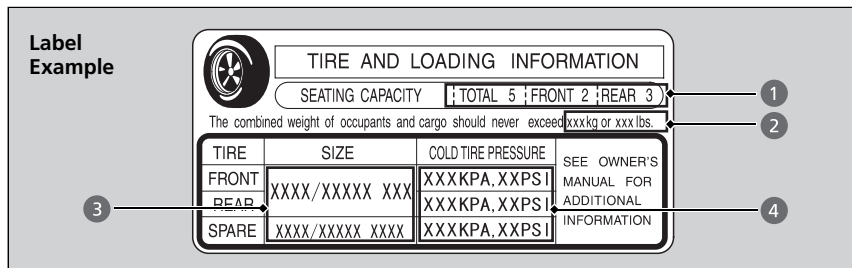 Label
Example
TIRE AND LOADING INFORMATION
SEATING CAPACITY TOTAL 5 FRONT 2 REAR 3
1
The combined weight of occupants and cargo should never exceed xxxkg or xxx lbs.
2
TIRE SIZE COLD TIRE PRESSURE
SEE OWNER'S
MANUAL FOR
ADDITIONAL
INFORMATION
FRONT XXXX/XXXXX XXX XXXKPA,XXPSI
REAR XXXKPA,XXPSI
SPARE XXXX/XXXXX XXXX XXXKPA,XXPSI
3
4